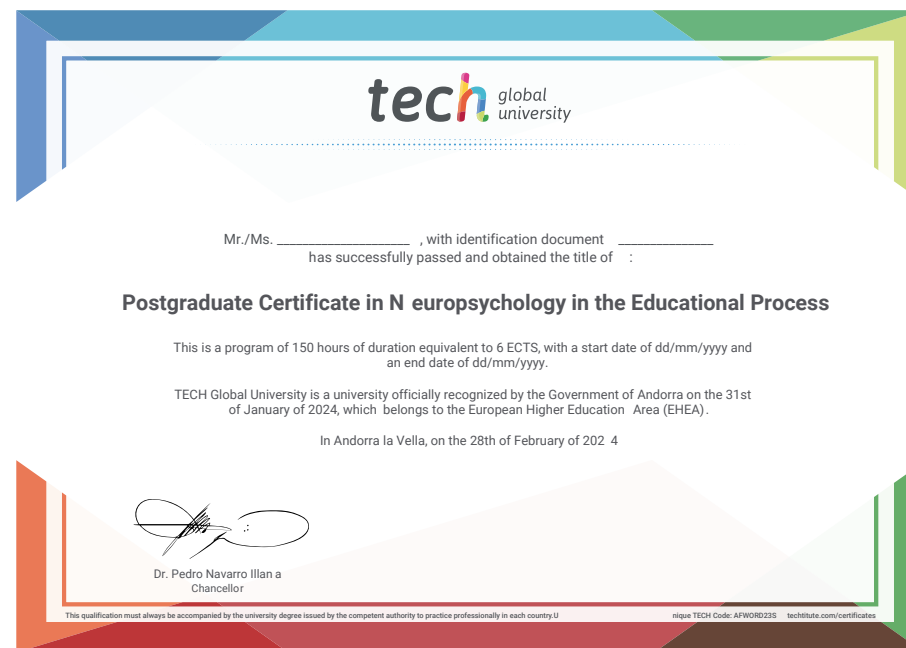 tech global
university
Mr./Ms. ____________________ , with identification document ______________
has successfully passed and obtained the title of :
Postgraduate Certificate in N europsychology in the Educational Process
This is a program of 150 hours of duration equivalent to 6 ECTS, with a start date of dd/mm/yyyy and
an end date of dd/mm/yyyy.
TECH Global University is a university officially recognized by the Government of Andorra on the 31st
of January of 2024, which belongs to the European Higher Education Area (EHEA).
In Andorra la Vella, on the 28th of February of 202 4
Dr. Pedro Navarro Illan a
Chancellor
This qualification must always be accompanied by the university degree issued by the competent authority to practice professionally in each country.U nique TECH Code: AFWORD23S techtitute.com/certificates